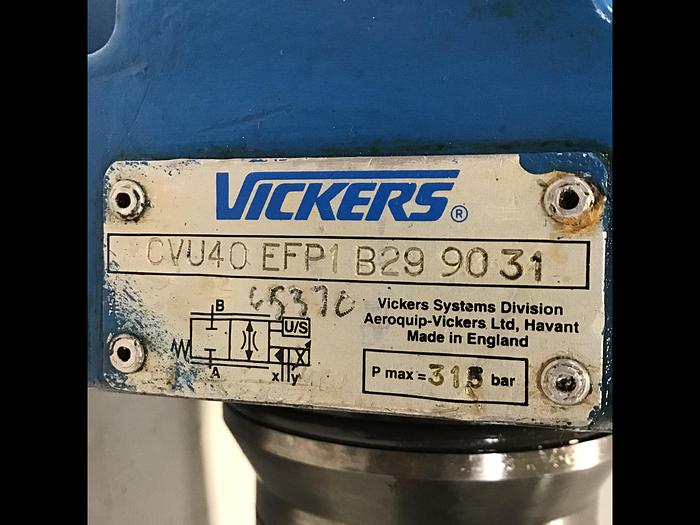 VICKERS®
CVU40 EFP1 B29 90 31
65370
Vickers Systems Division
Aeroquip-Vickers Ltd, Havant
Made in England
B
U/S
A
x y
P max = 315 bar